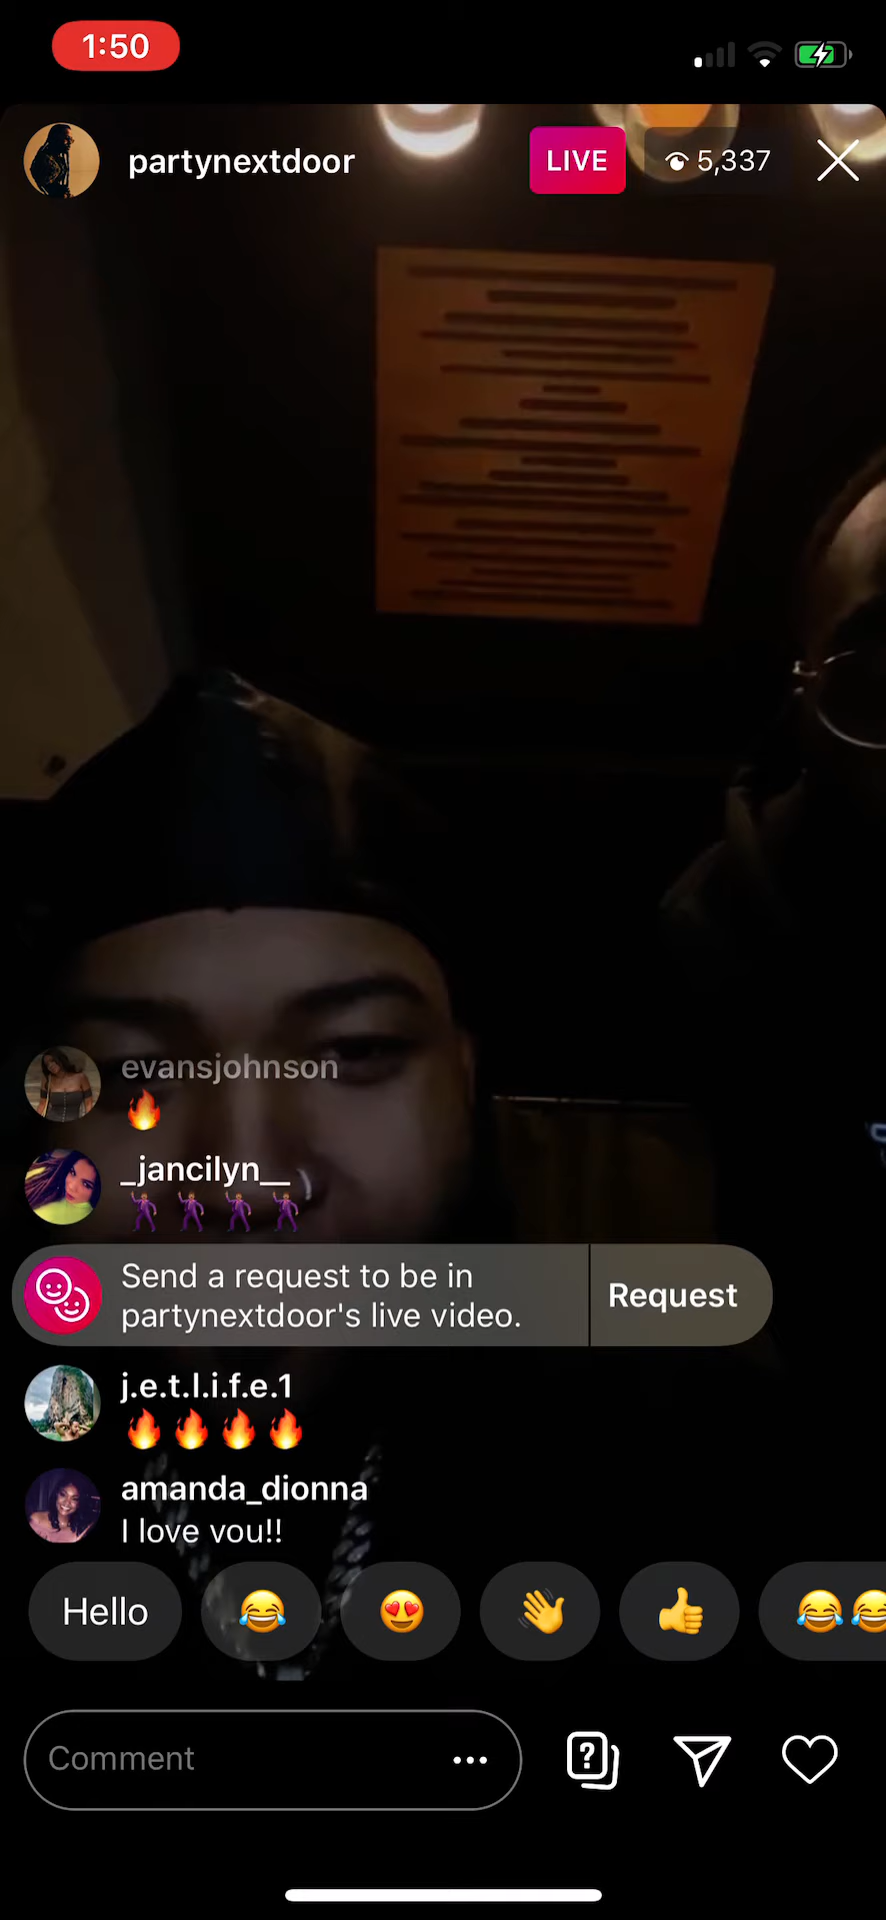 1:50
partynextdoor LIVE 5,337
evansjohnson
🔥
_jancilyn__
🕺🏽🕺🏽🕺🏽🕺🏽
Send a request to be in
partynextdoor's live video.
Request
j.e.t.l.i.f.e.1
🔥🔥🔥🔥
amanda_dionna
I love you!!
Hello 😂 😍 👋 👍 😂😂
Comment